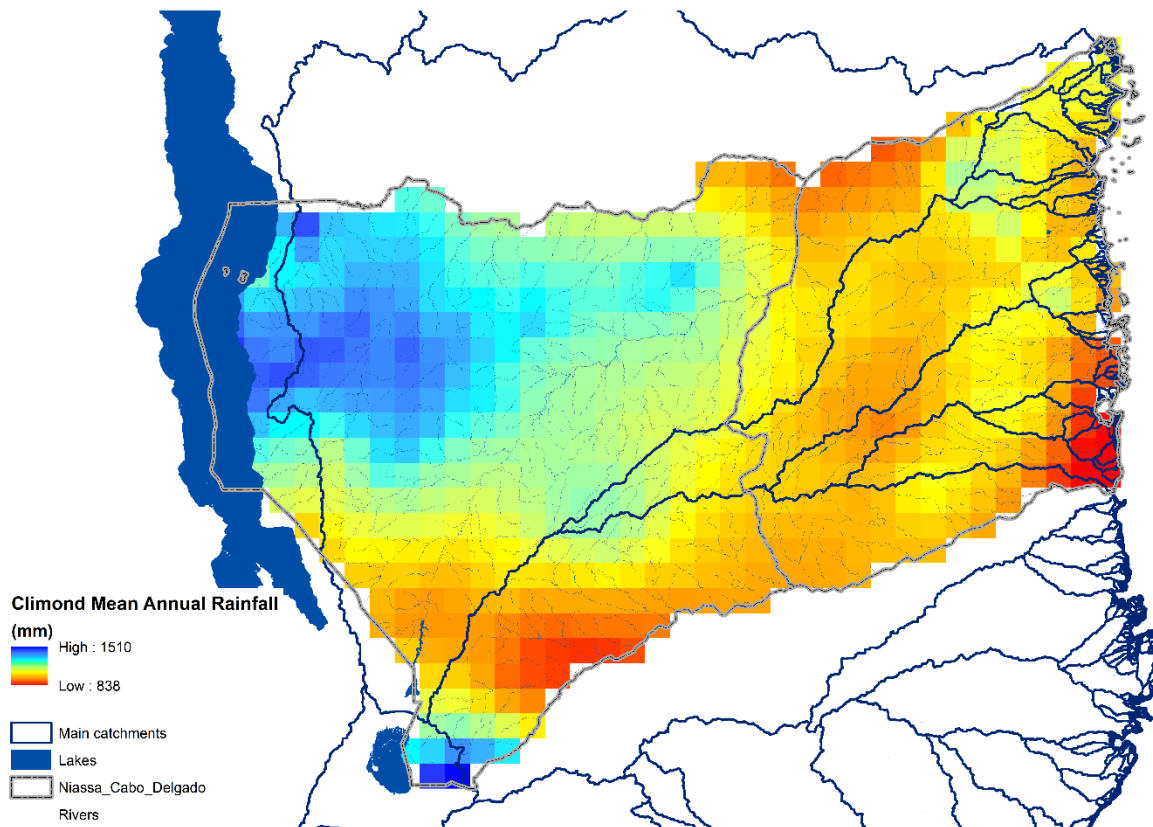 Climond Mean Annual Rainfall
(mm)
High : 1510
Low : 838
Main catchments
Lakes
Niassa_Cabo_Delgado
Rivers